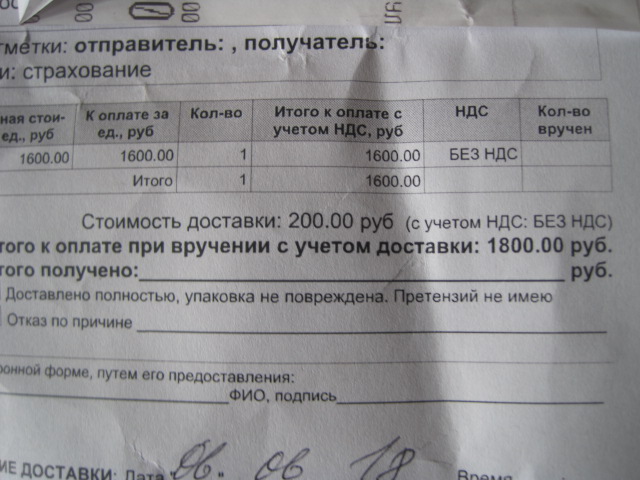 тметки: отправитель: , получатель:
и: страхование
ная стои- К оплате за Кол-во Итого к оплате с НДС Кол-во
ед., руб ед., руб учетом НДС, руб вручен
1600.00 1600.00 1 1600.00 БЕЗ НДС
Итого 1 1600.00
Стоимость доставки: 200.00 руб (с учетом НДС: БЕЗ НДС)
того к оплате при вручении с учетом доставки: 1800.00 руб.
того получено: руб.
Доставлено полностью, упаковка не повреждена. Претензий не имею
Отказ по причине
ронной форме, путем его предоставления:
ФИО, подпись
ИЕ ДОСТАВКИ: Дата "06" 06 18 Время